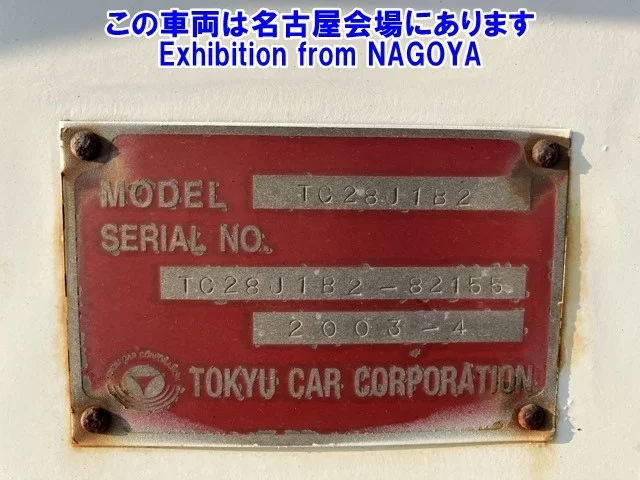 この車両は名古屋会場にあります
Exhibition from NAGOYA
MODEL TC28J1B2
SERIAL NO.
TC28J1B2-82155
2003-4
TOKYU CAR CORPORATION